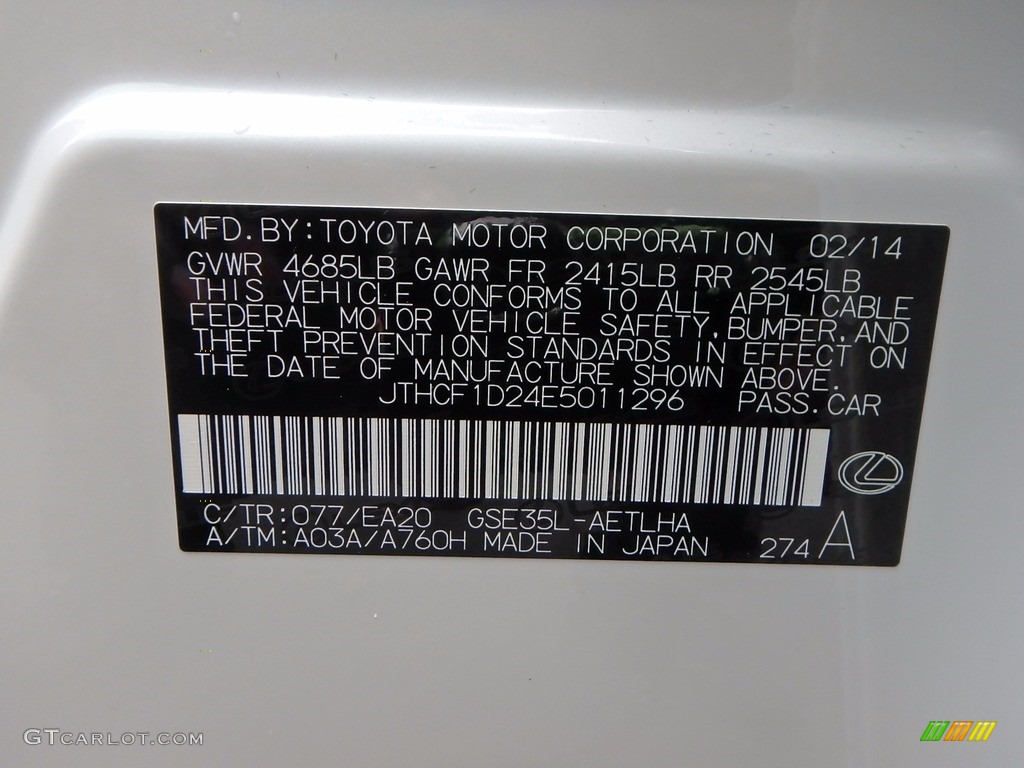 MFD.BY:TOYOTA MOTOR CORPORATION 02/14
GVWR 4685LB GAWR FR 2415LB RR 2545LB
THIS VEHICLE CONFORMS TO ALL APPLICABLE
FEDERAL MOTOR VEHICLE SAFETY,BUMPER,AND
THEFT PREVENTION STANDARDS IN EFFECT ON
THE DATE OF MANUFACTURE SHOWN ABOVE.
JTHCF1D24E5011296 PASS.CAR
C/TR:077/EA20 GSE35L-AETLHA
A/TM:A03A/A760H MADE IN JAPAN 274 A
GTCARLOT.COM